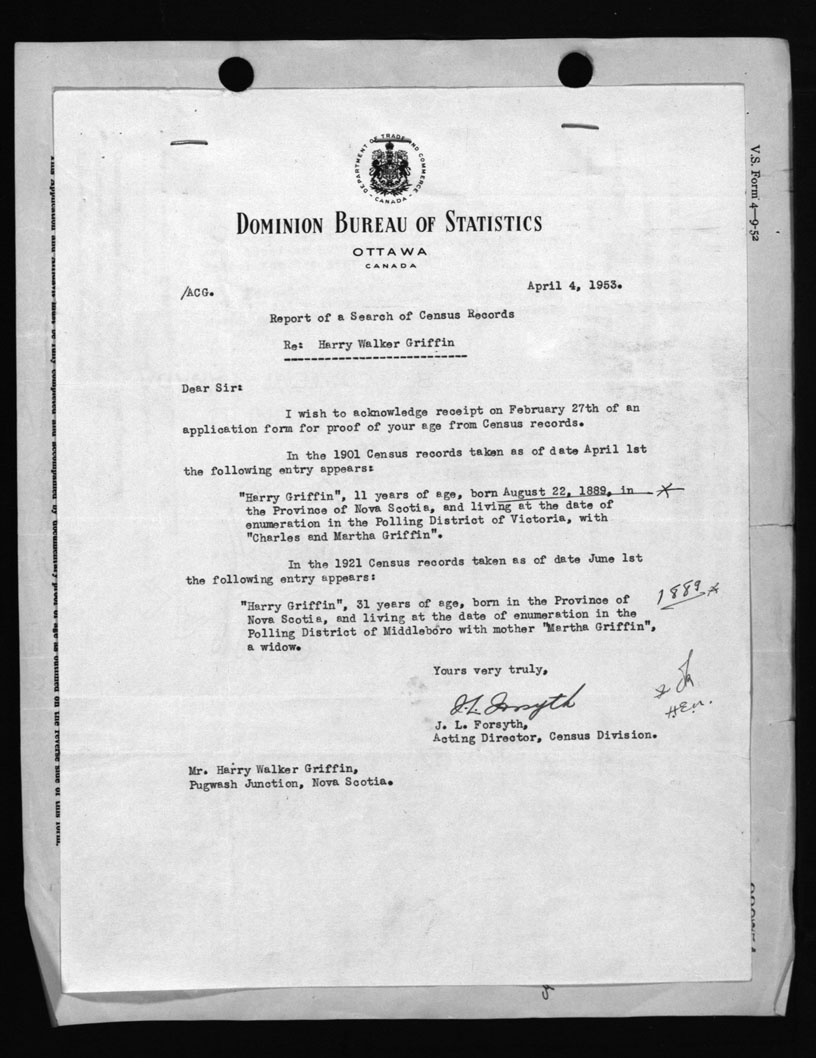 DEPARTMENT OF TRADE AND COMMERCE
CANADA
DOMINION BUREAU OF STATISTICS
OTTAWA
CANADA
/ACG.
April 4, 1953.
Report of a Search of Census Records
Re: Harry Walker Griffin
Dear Sir:
I wish to acknowledge receipt on February 27th of an
application form for proof of your age from Census records.
In the 1901 Census records taken as of date April 1st
the following entry appears:
"Harry Griffin", 11 years of age, born August 22, 1889, in
the Province of Nova Scotia, and living at the date of
enumeration in the Polling District of Victoria, with
"Charles and Martha Griffin".
In the 1921 Census records taken as of date June 1st
the following entry appears:
"Harry Griffin", 31 years of age, born in the Province of
Nova Scotia, and living at the date of enumeration in the
Polling District of Middleboro with mother "Martha Griffin",
a widow.
1889
Yours very truly,
J. L. Forsyth
J. L. Forsyth,
Acting Director, Census Division.
Mr. Harry Walker Griffin,
Pugwash Junction, Nova Scotia.
V.S. Form 4-9-52